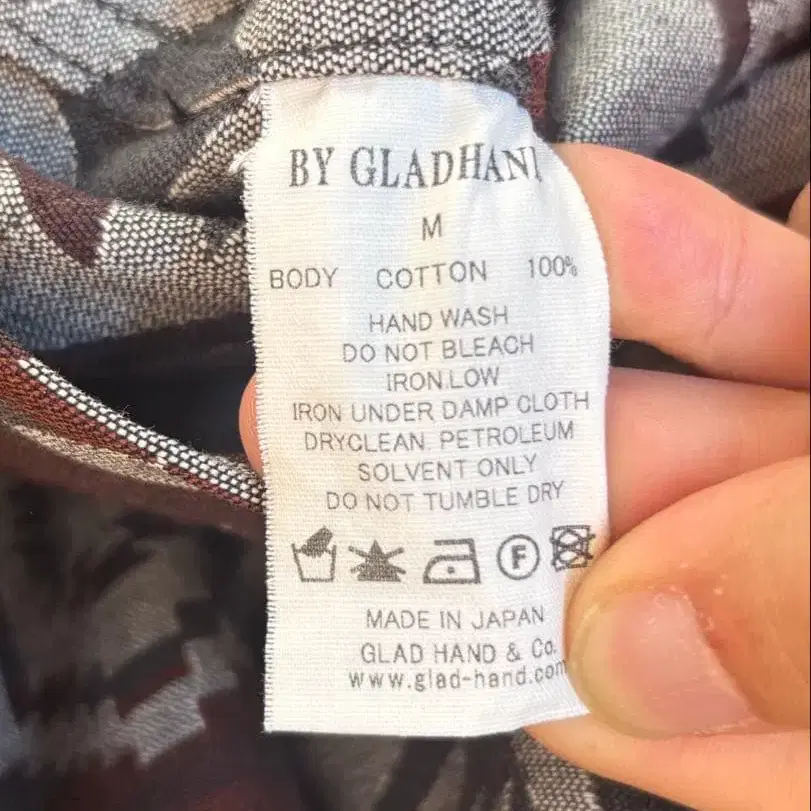 BY GLADHAND
M
BODY COTTON 100%
HAND WASH
DO NOT BLEACH
IRON LOW
IRON UNDER DAMP CLOTH
DRYCLEAN. PETROLEUM
SOLVENT ONLY
DO NOT TUMBLE DRY
F
MADE IN JAPAN
GLAD HAND & Co.
www.glad-hand.com